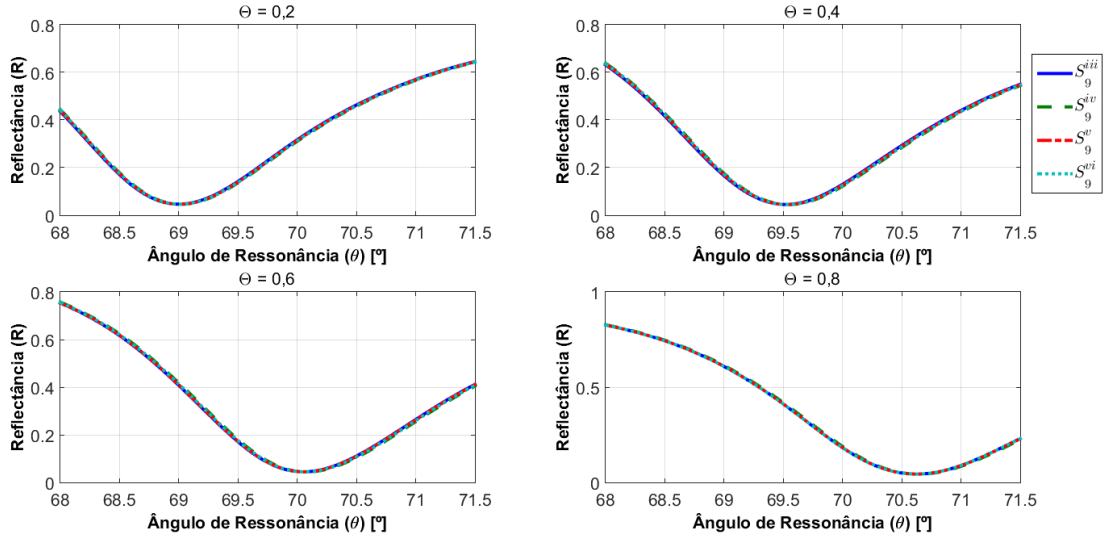 Θ = 0,2
0.8
0.6
0.4
0.2
0
Reflectância (R)
68 68.5 69 69.5 70 70.5 71 71.5
Ângulo de Ressonância (θ) [º]
Θ = 0,4
0.8
0.6
0.4
0.2
0
Reflectância (R)
68 68.5 69 69.5 70 70.5 71 71.5
Ângulo de Ressonância (θ) [º]
S₉ⁱⁱⁱ
S₉ⁱᵛ
S₉ᵛ
S₉ᵛⁱ
Θ = 0,6
0.8
0.6
0.4
0.2
0
Reflectância (R)
68 68.5 69 69.5 70 70.5 71 71.5
Ângulo de Ressonância (θ) [º]
Θ = 0,8
1
0.5
0
Reflectância (R)
68 68.5 69 69.5 70 70.5 71 71.5
Ângulo de Ressonância (θ) [º]